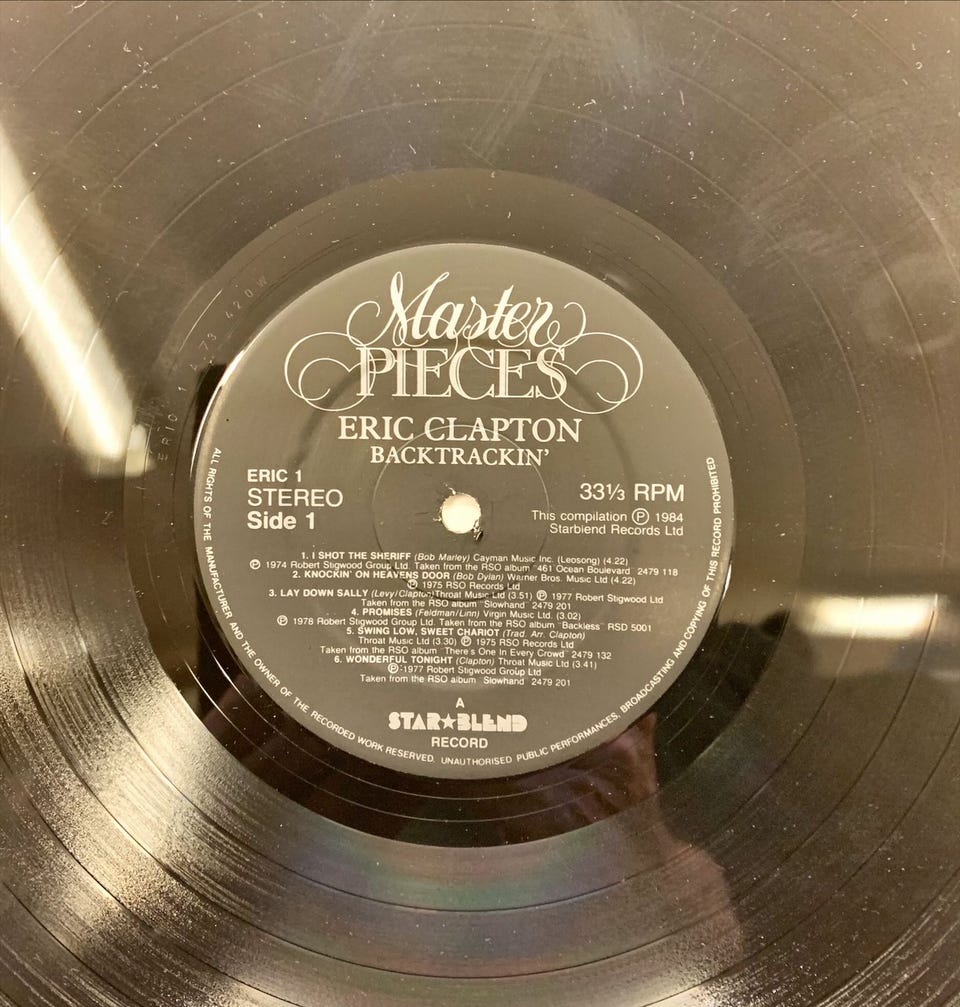 Master
PIECES
ERIC CLAPTON
BACKTRACKIN'
ERIC 1
STEREO
Side 1
33⅓ RPM
This compilation Ⓟ 1984
Starblend Records Ltd
1. I SHOT THE SHERIFF (Bob Marley) Cayman Music Inc. (Leosong) (4.22)
Ⓟ 1974 Robert Stigwood Group Ltd. Taken from the RSO album "461 Ocean Boulevard" 2479 118
2. KNOCKIN' ON HEAVENS DOOR (Bob Dylan) Warner Bros. Music Ltd (4.22)
Ⓟ 1975 RSO Records Ltd
3. LAY DOWN SALLY (Levy/Clapton) Throat Music Ltd (3.51) Ⓟ 1977 Robert Stigwood Ltd
Taken from the RSO album "Slowhand" 2479 201
4. PROMISES (Feldman/Linn) Virgin Music Ltd. (3.02)
Ⓟ 1978 Robert Stigwood Group Ltd. Taken from the RSO album "Backless" RSD 5001
5. SWING LOW, SWEET CHARIOT (Trad. Arr. Clapton)
Throat Music Ltd (3.30) Ⓟ 1975 RSO Records Ltd
Taken from the RSO album "There's One In Every Crowd" 2479 132
6. WONDERFUL TONIGHT (Clapton) Throat Music Ltd (3.41)
Ⓟ 1977 Robert Stigwood Group Ltd
Taken from the RSO album "Slowhand" 2479 201
A
STAR★BLEND
RECORD
ALL RIGHTS OF THE MANUFACTURER AND THE OWNER OF THE RECORDED WORK RESERVED. UNAUTHORISED PUBLIC PERFORMANCES, BROADCASTING AND COPYING OF THIS RECORD PROHIBITED